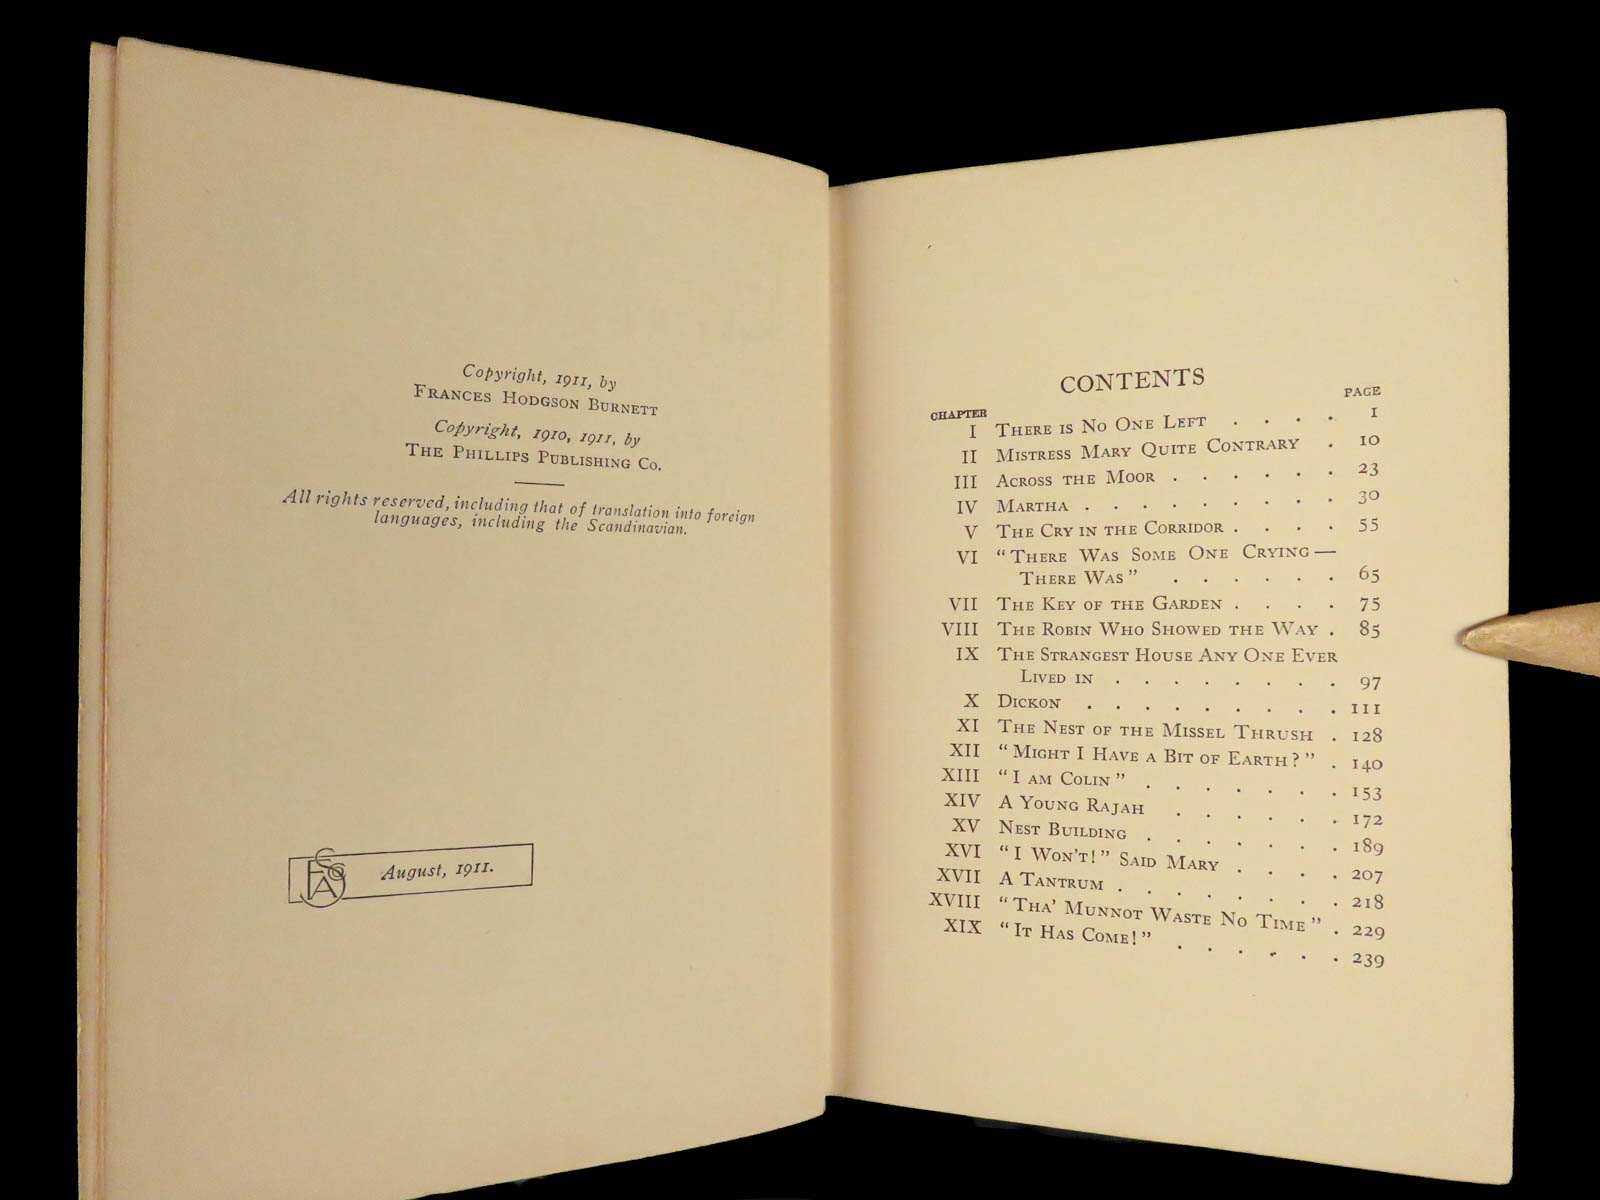 Copyright, 1911, by
Frances Hodgson Burnett
Copyright, 1910, 1911, by
The Phillips Publishing Co.
All rights reserved, including that of translation into foreign
languages, including the Scandinavian.
August, 1911.
CONTENTS
CHAPTER PAGE
I There is No One Left . . . . 1
II Mistress Mary Quite Contrary . 10
III Across the Moor . . . . . . 23
IV Martha . . . . . . . . . 30
V The Cry in the Corridor . . . . 55
VI “There Was Some One Crying—
There Was” . . . . . . 65
VII The Key of the Garden . . . . 75
VIII The Robin Who Showed the Way . 85
IX The Strangest House Any One Ever
Lived in . . . . . . . . 97
X Dickon . . . . . . . . . 111
XI The Nest of the Missel Thrush . 128
XII “Might I Have a Bit of Earth?” . 140
XIII “I am Colin” . . . . . . . 153
XIV A Young Rajah . . . . . . 172
XV Nest Building . . . . . . . 189
XVI “I Won't!” Said Mary . . . . 207
XVII A Tantrum . . . . . . . . 218
XVIII “Tha' Munnot Waste No Time” . 229
XIX “It Has Come!” . . . . . . 239